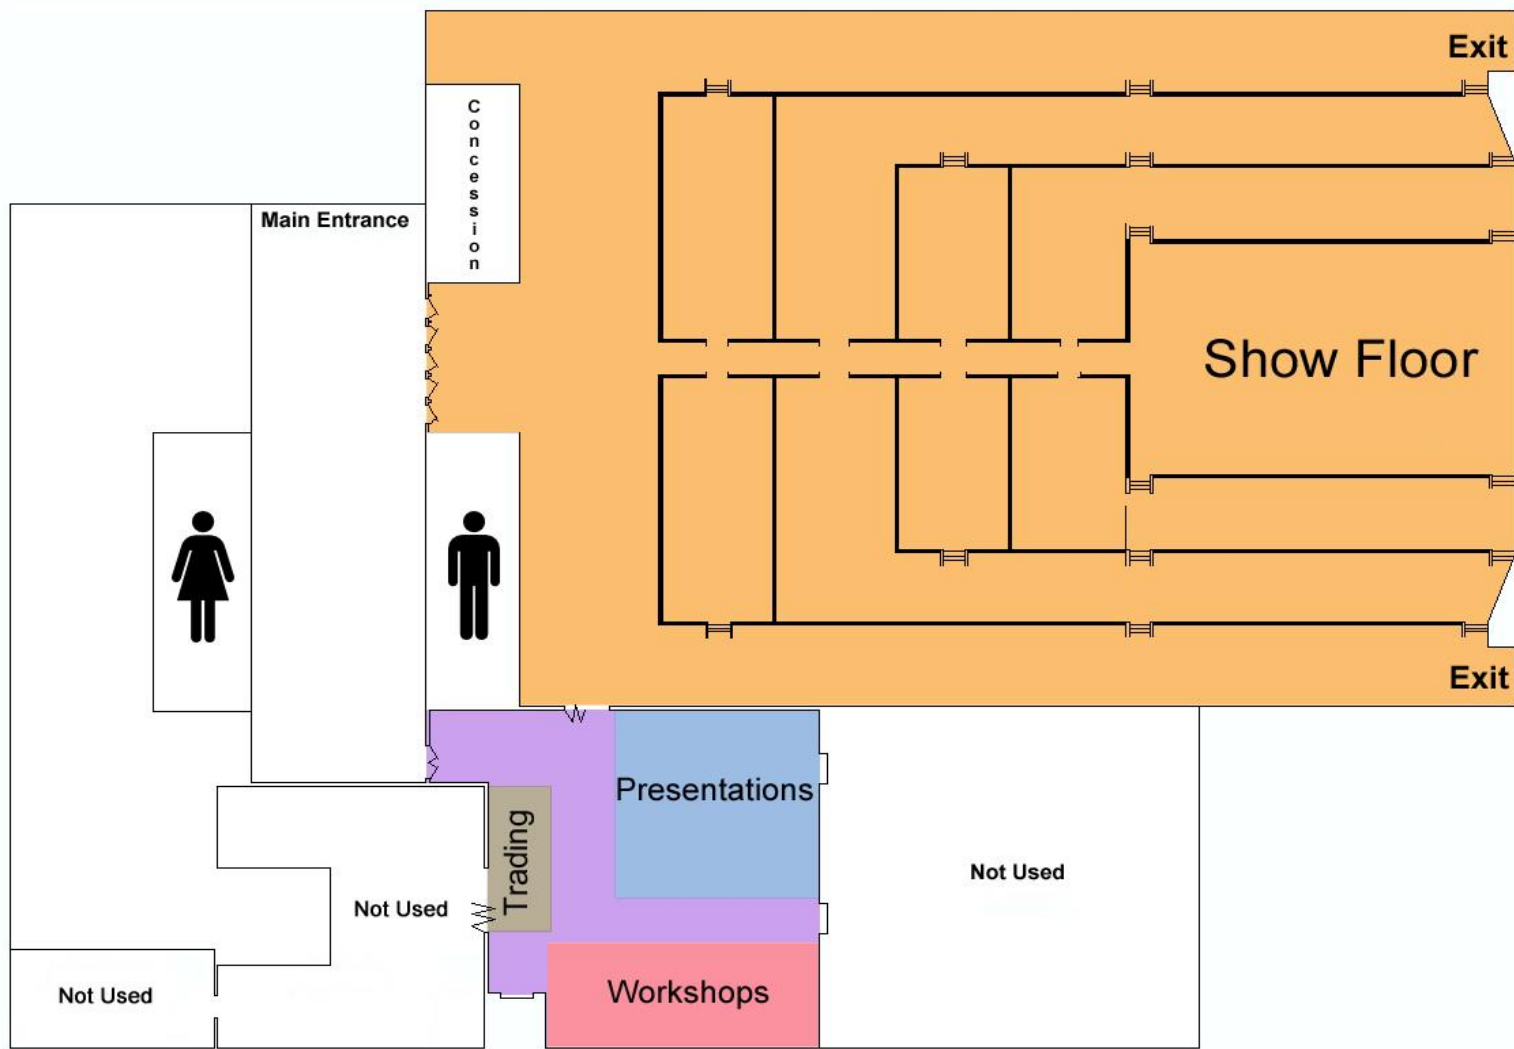 Exit
Concession
Main Entrance
Show Floor
Exit
Presentations
Trading
Not Used
Not Used
Workshops
Not Used